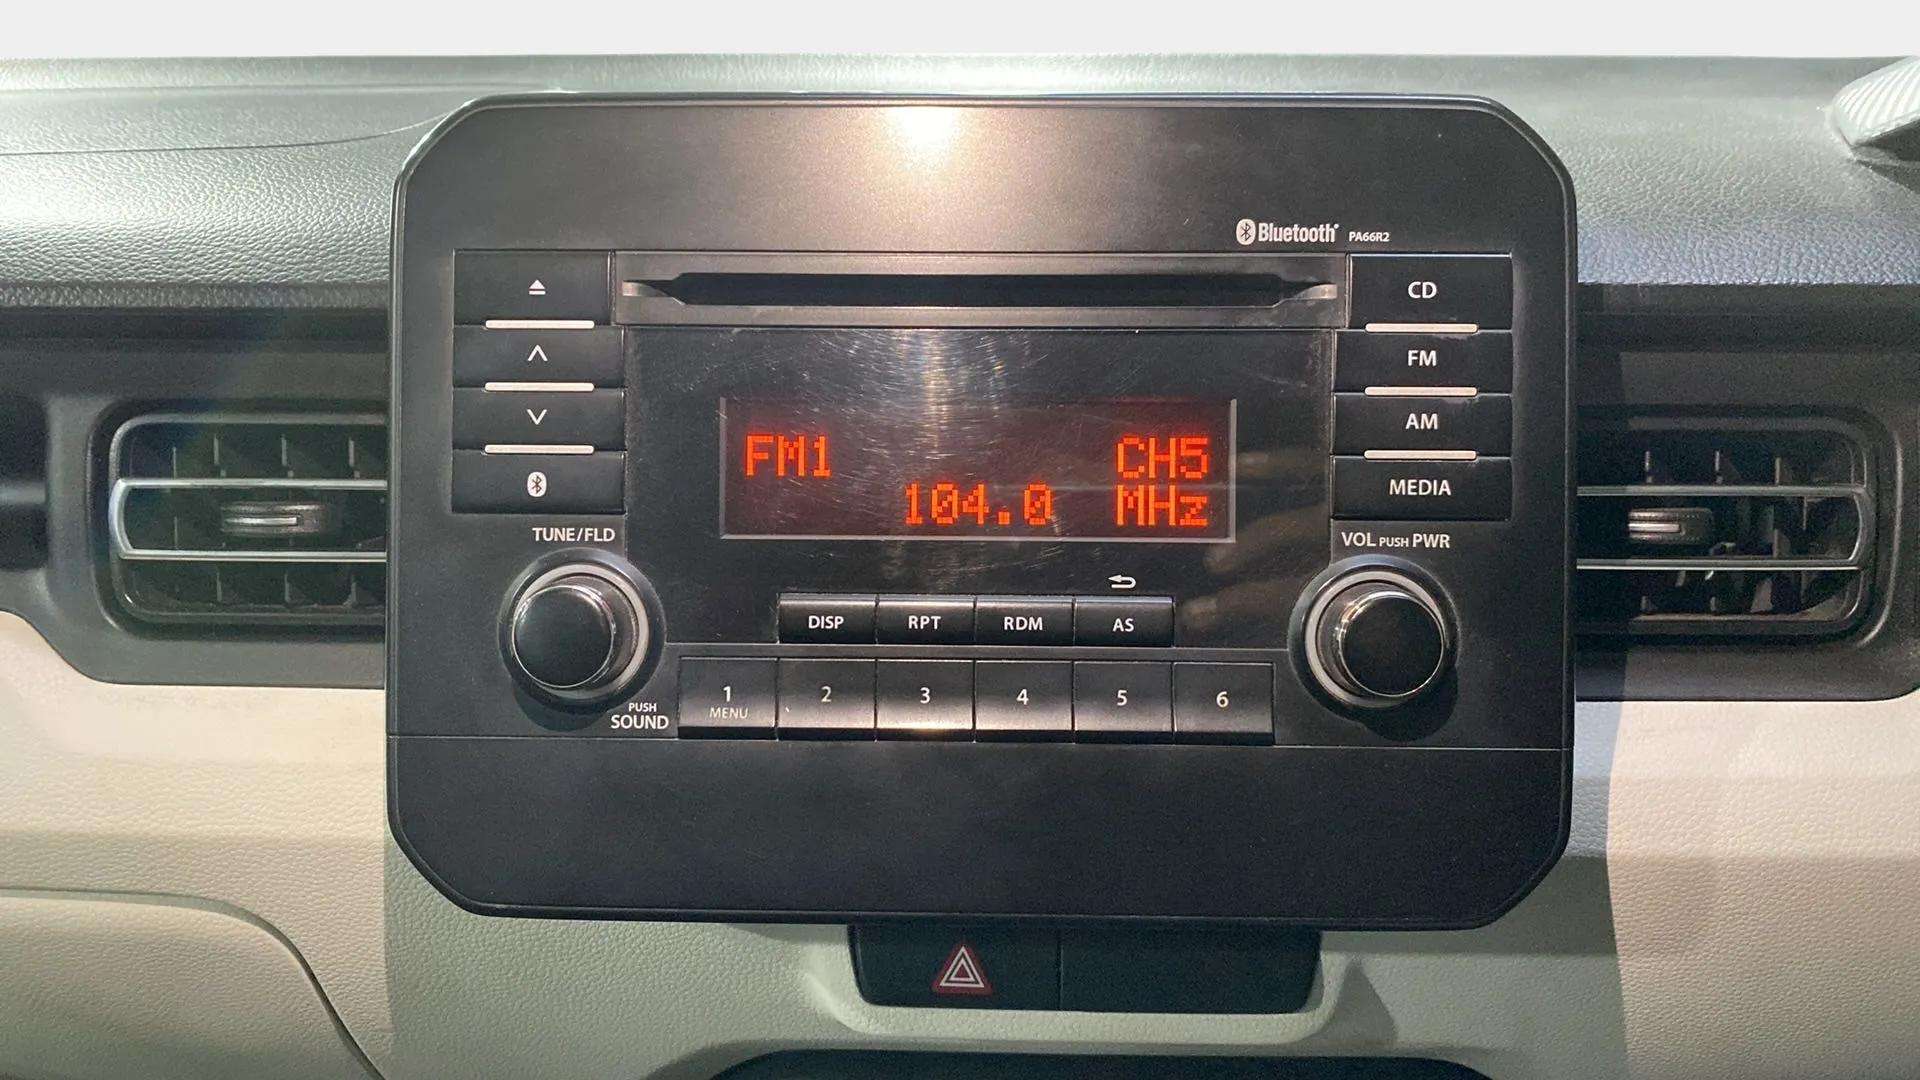 Bluetooth PA66R2
CD
FM
AM
MEDIA
FM1 CH5
104.0 MHz
TUNE/FLD
VOL PUSH PWR
DISP RPT RDM AS
1 2 3 4 5 6
MENU
PUSH
SOUND